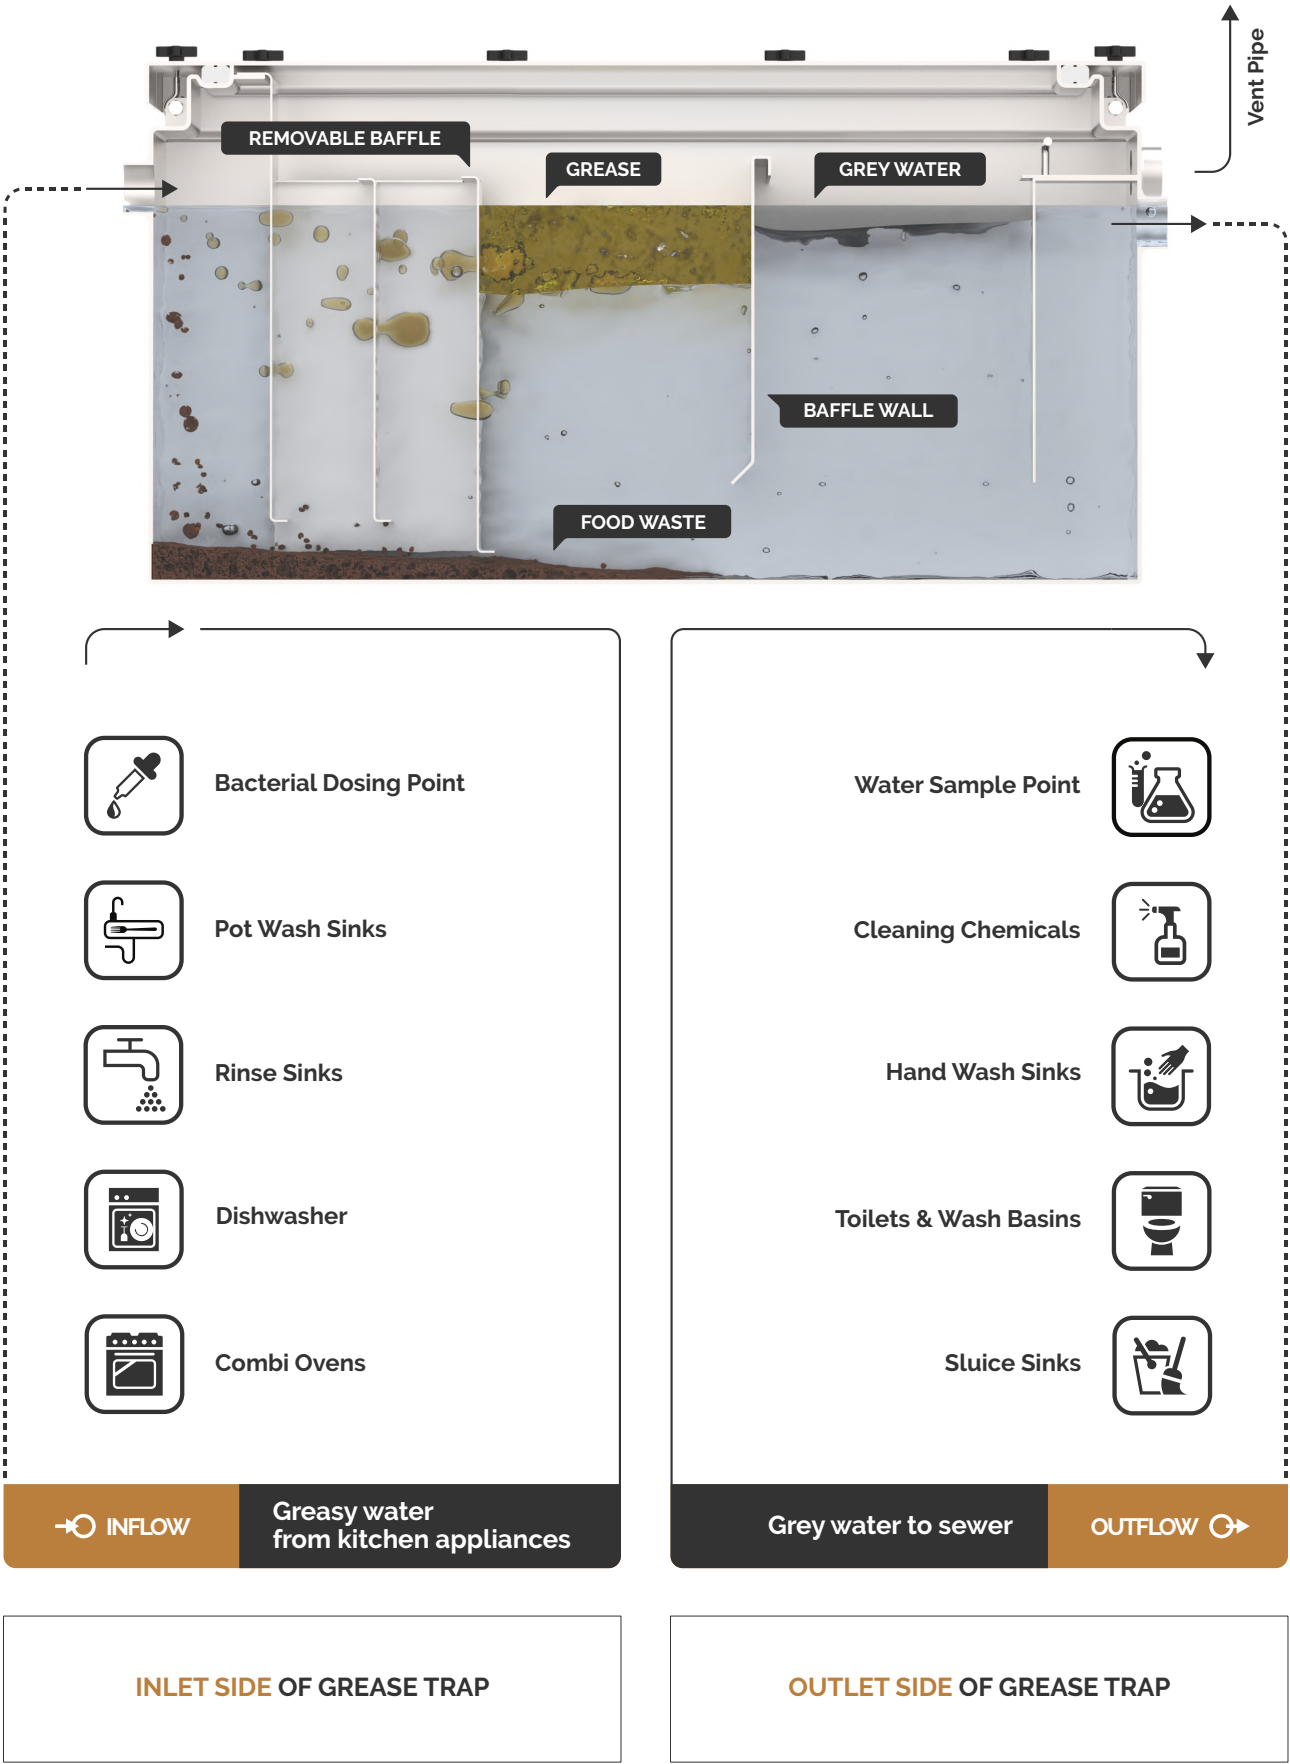 Vent Pipe
REMOVABLE BAFFLE
GREASE
GREY WATER
BAFFLE WALL
FOOD WASTE
Bacterial Dosing Point
Pot Wash Sinks
Rinse Sinks
Dishwasher
Combi Ovens
Water Sample Point
Cleaning Chemicals
Hand Wash Sinks
Toilets & Wash Basins
Sluice Sinks
INFLOW
Greasy water
from kitchen appliances
Grey water to sewer
OUTFLOW
INLET SIDE OF GREASE TRAP
OUTLET SIDE OF GREASE TRAP